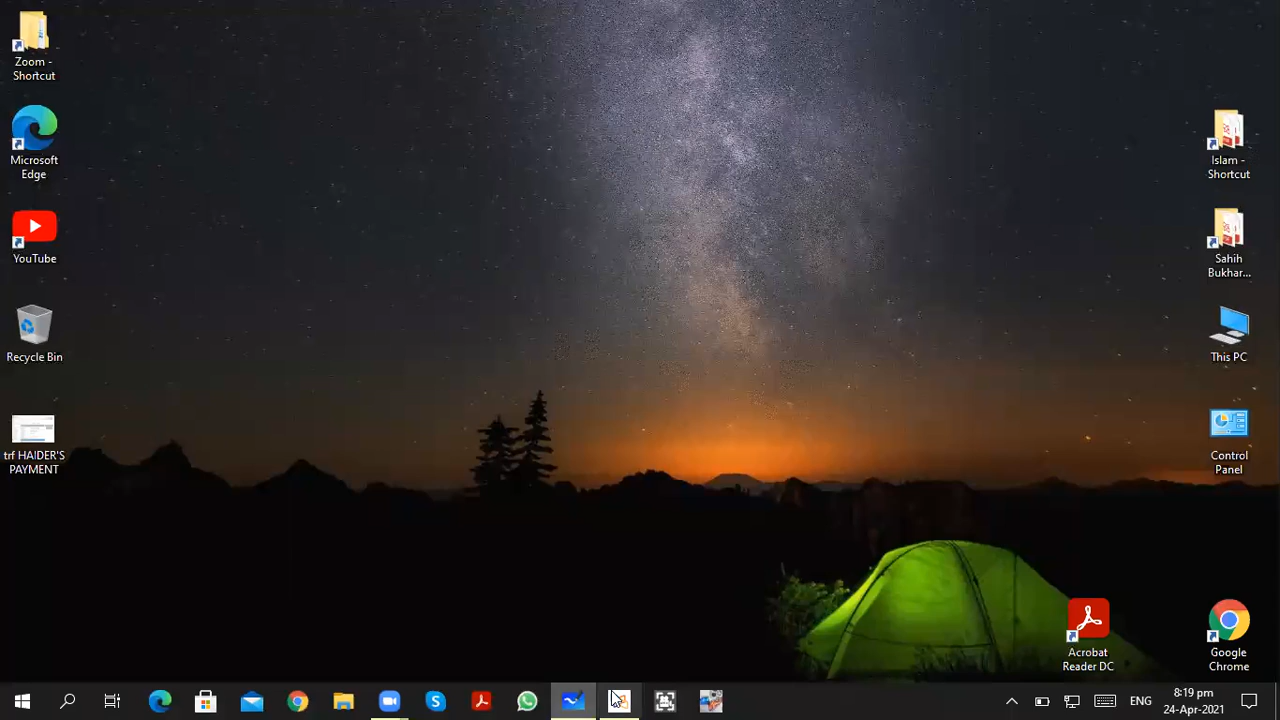 Zoom -
Shortcut
Microsoft
Edge
YouTube
Recycle Bin
trf HAIDER'S
PAYMENT
Islam -
Shortcut
Sahih
Bukhar...
This PC
Control
Panel
Acrobat
Reader DC
Google
Chrome
ENG
8:19 pm
24-Apr-2021